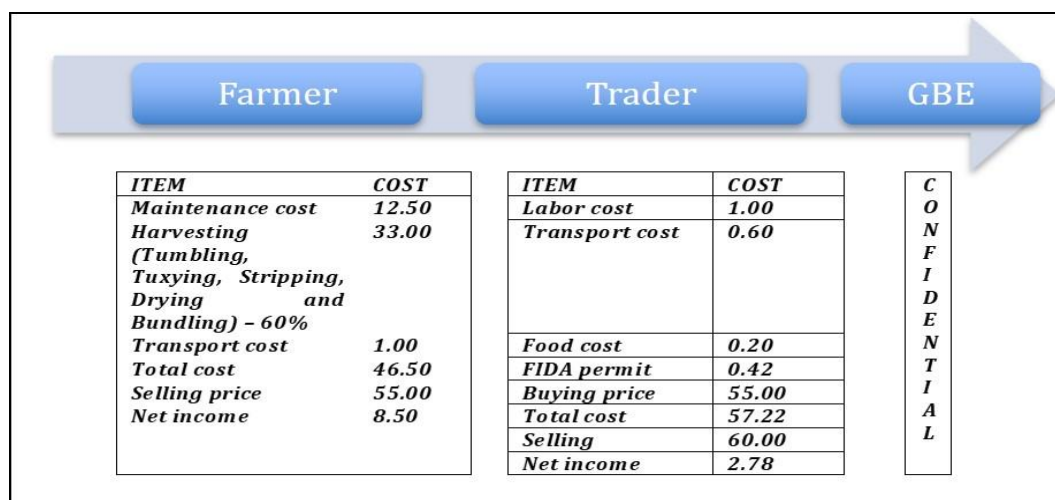 Farmer
Trader
GBE
ITEM COST
Maintenance cost 12.50
Harvesting 33.00
(Tumbling,
Tuxying, Stripping,
Drying and
Bundling) – 60%
Transport cost 1.00
Total cost 46.50
Selling price 55.00
Net income 8.50
ITEM COST
Labor cost 1.00
Transport cost 0.60
Food cost 0.20
FIDA permit 0.42
Buying price 55.00
Total cost 57.22
Selling 60.00
Net income 2.78
C
O
N
F
I
D
E
N
T
I
A
L